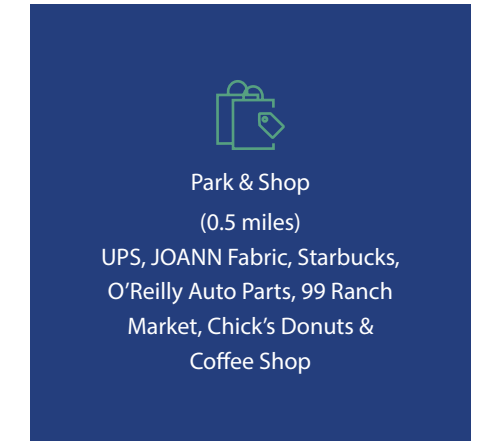 Park & Shop
(0.5 miles)
UPS, JOANN Fabric, Starbucks,
O’Reilly Auto Parts, 99 Ranch
Market, Chick’s Donuts &
Coffee Shop